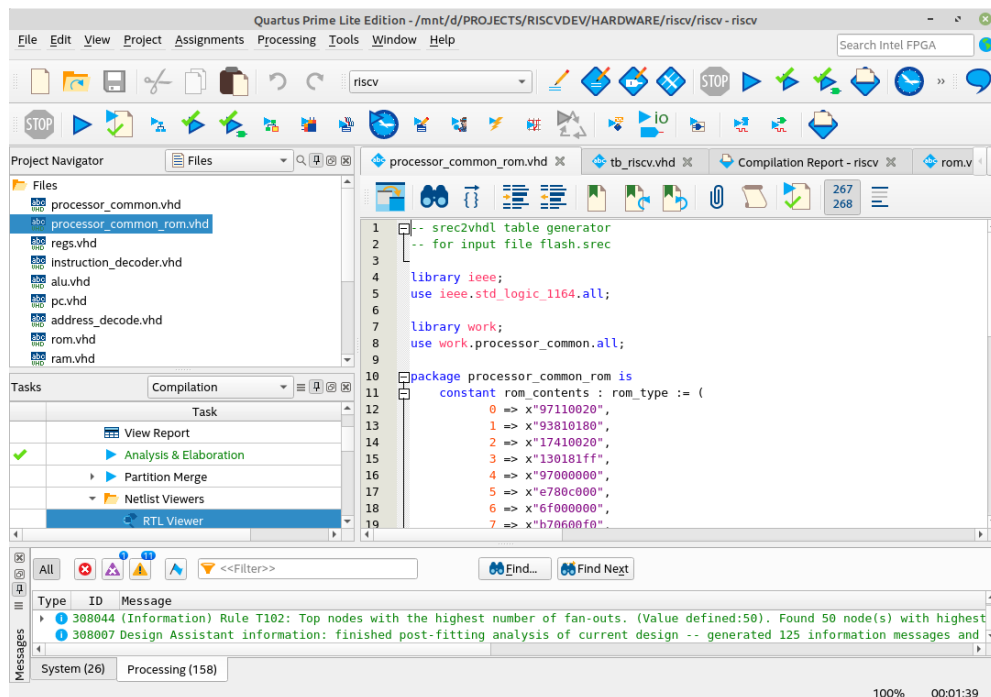 Quartus Prime Lite Edition - /mnt/d/PROJECTS/RISCVDEV/HARDWARE/riscv/riscv - riscv
File Edit View Project Assignments Processing Tools Window Help
Search Intel FPGA
riscv
STOP
»
STOP
io
Project Navigator
Files
processor_common_rom.vhd
tb_riscv.vhd
Compilation Report - riscv
rom.v
Files
processor_common.vhd
processor_common_rom.vhd
regs.vhd
instruction_decoder.vhd
alu.vhd
pc.vhd
address_decode.vhd
rom.vhd
ram.vhd
267
268
1 -- srec2vhdl table generator
2 -- for input file flash.srec
3
4 library ieee;
5 use ieee.std_logic_1164.all;
6
7 library work;
8 use work.processor_common.all;
9
10 package processor_common_rom is
11 constant rom_contents : rom_type := (
12 0 => x"97110020",
13 1 => x"93810180",
14 2 => x"17410020",
15 3 => x"130181ff",
16 4 => x"97000000",
17 5 => x"e780c000",
18 6 => x"6f000000",
19 7 => x"b70600f0",
Tasks
Compilation
Task
View Report
Analysis & Elaboration
Partition Merge
Netlist Viewers
RTL Viewer
All
1
11
<<Filter>>
Find...
Find Next
Type ID Message
308044 (Information) Rule T102: Top nodes with the highest number of fan-outs. (Value defined:50). Found 50 node(s) with highest
308007 Design Assistant information: finished post-fitting analysis of current design -- generated 125 information messages and
Messages
System (26)
Processing (158)
100% 00:01:39